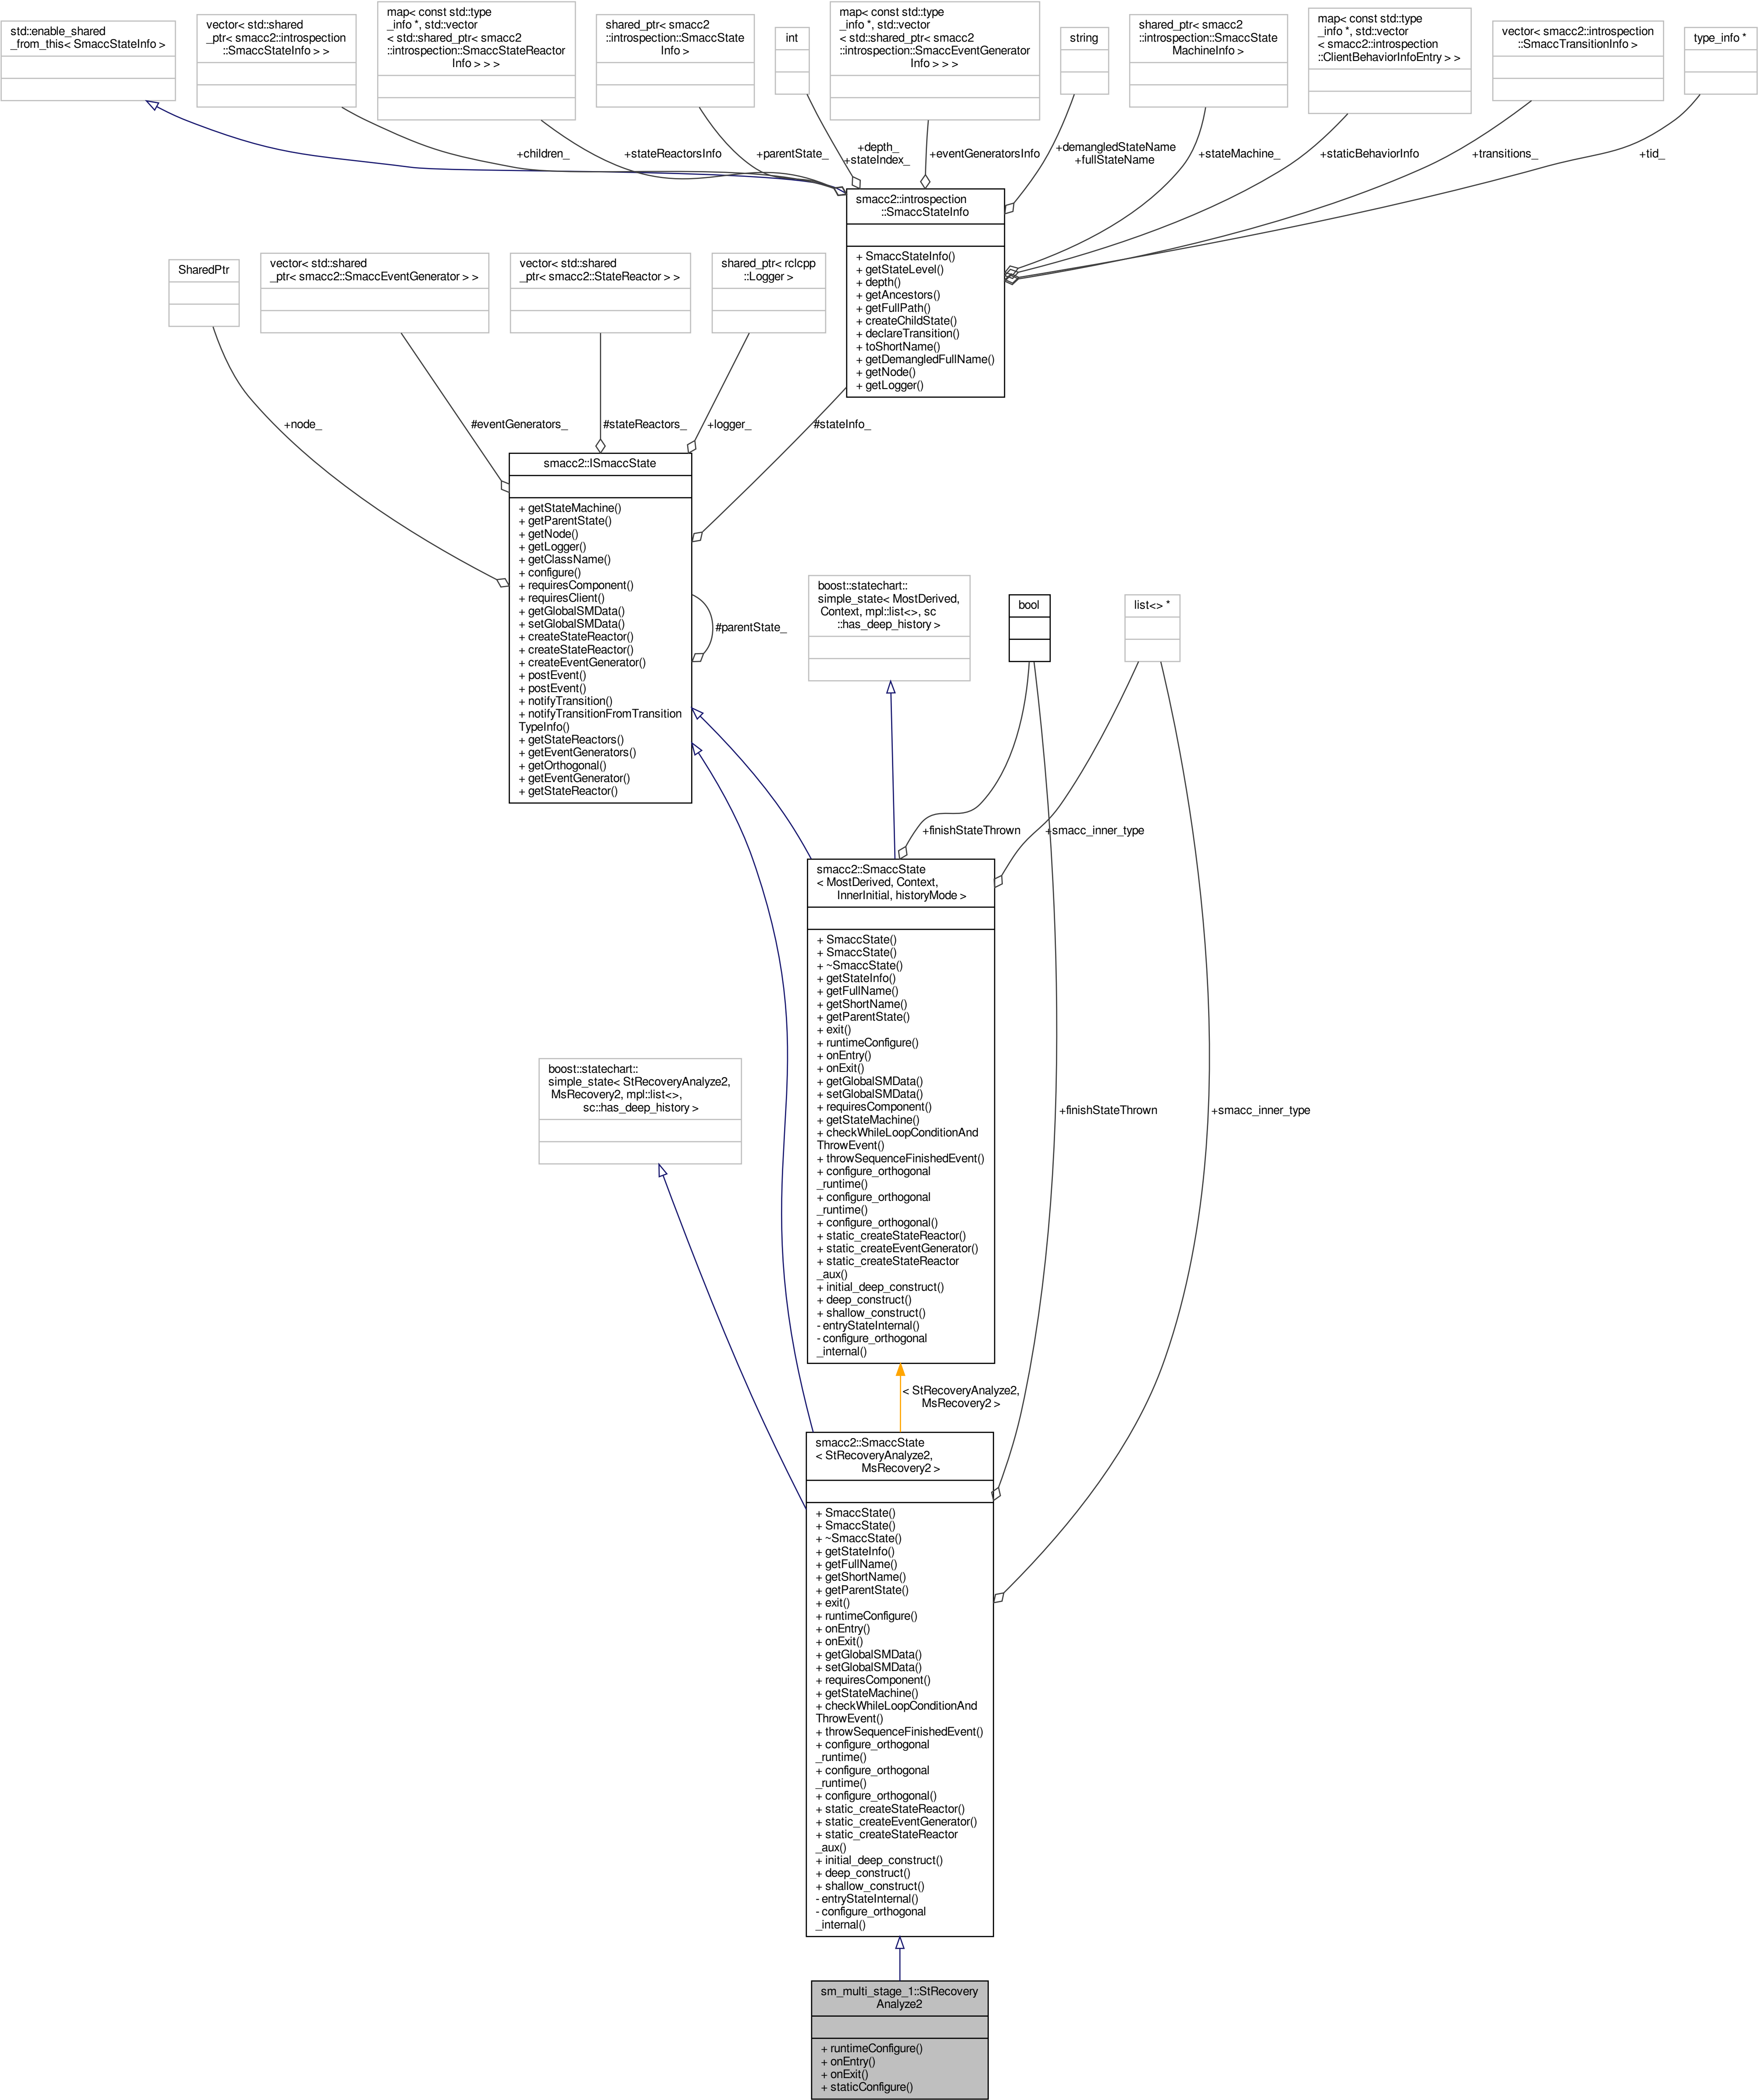 std::enable_shared
_from_this< SmaccStateInfo >
vector< std::shared
_ptr< smacc2::introspection
::SmaccStateInfo > >
map< const std::type
_info *, std::vector
< std::shared_ptr< smacc2
::introspection::SmaccStateReactor
Info > > >
shared_ptr< smacc2
::introspection::SmaccState
Info >
int
map< const std::type
_info *, std::vector
< std::shared_ptr< smacc2
::introspection::SmaccEventGenerator
Info > > >
string
shared_ptr< smacc2
::introspection::SmaccState
MachineInfo >
map< const std::type
_info *, std::vector
< smacc2::introspection
::ClientBehaviorInfoEntry > >
vector< smacc2::introspection
::SmaccTransitionInfo >
type_info *
+children_
+stateReactorsInfo
+parentState_
+depth_
+stateIndex_
+eventGeneratorsInfo
+demangledStateName
+fullStateName
+stateMachine_
+staticBehaviorInfo
+transitions_
+tid_
smacc2::introspection
::SmaccStateInfo
+ SmaccStateInfo()
+ getStateLevel()
+ depth()
+ getAncestors()
+ getFullPath()
+ createChildState()
+ declareTransition()
+ toShortName()
+ getDemangledFullName()
+ getNode()
+ getLogger()
SharedPtr
vector< std::shared
_ptr< smacc2::SmaccEventGenerator > >
vector< std::shared
_ptr< smacc2::StateReactor > >
shared_ptr< rclcpp
::Logger >
+node_
#eventGenerators_
#stateReactors_
+logger_
#stateInfo_
smacc2::ISmaccState
+ getStateMachine()
+ getParentState()
+ getNode()
+ getLogger()
+ getClassName()
+ configure()
+ requiresComponent()
+ requiresClient()
+ getGlobalSMData()
+ setGlobalSMData()
+ createStateReactor()
+ createStateReactor()
+ createEventGenerator()
+ postEvent()
+ postEvent()
+ notifyTransition()
+ notifyTransitionFromTransition
TypeInfo()
+ getStateReactors()
+ getEventGenerators()
+ getOrthogonal()
+ getEventGenerator()
+ getStateReactor()
#parentState_
boost::statechart::
simple_state< MostDerived,
Context, mpl::list<>, sc
::has_deep_history >
bool
list<> *
+finishStateThrown
+smacc_inner_type
smacc2::SmaccState
< MostDerived, Context,
InnerInitial, historyMode >
+ SmaccState()
+ SmaccState()
+ ~SmaccState()
+ getStateInfo()
+ getFullName()
+ getShortName()
+ getParentState()
+ exit()
+ runtimeConfigure()
+ onEntry()
+ onExit()
+ getGlobalSMData()
+ setGlobalSMData()
+ requiresComponent()
+ getStateMachine()
+ checkWhileLoopConditionAnd
ThrowEvent()
+ throwSequenceFinishedEvent()
+ configure_orthogonal
_runtime()
+ configure_orthogonal
_runtime()
+ configure_orthogonal()
+ static_createStateReactor()
+ static_createEventGenerator()
+ static_createStateReactor
_aux()
+ initial_deep_construct()
+ deep_construct()
+ shallow_construct()
- entryStateInternal()
- configure_orthogonal
_internal()
boost::statechart::
simple_state< StRecoveryAnalyze2,
MsRecovery2, mpl::list<>,
sc::has_deep_history >
+finishStateThrown
+smacc_inner_type
< StRecoveryAnalyze2,
MsRecovery2 >
smacc2::SmaccState
< StRecoveryAnalyze2,
MsRecovery2 >
+ SmaccState()
+ SmaccState()
+ ~SmaccState()
+ getStateInfo()
+ getFullName()
+ getShortName()
+ getParentState()
+ exit()
+ runtimeConfigure()
+ onEntry()
+ onExit()
+ getGlobalSMData()
+ setGlobalSMData()
+ requiresComponent()
+ getStateMachine()
+ checkWhileLoopConditionAnd
ThrowEvent()
+ throwSequenceFinishedEvent()
+ configure_orthogonal
_runtime()
+ configure_orthogonal
_runtime()
+ configure_orthogonal()
+ static_createStateReactor()
+ static_createEventGenerator()
+ static_createStateReactor
_aux()
+ initial_deep_construct()
+ deep_construct()
+ shallow_construct()
- entryStateInternal()
- configure_orthogonal
_internal()
sm_multi_stage_1::StRecovery
Analyze2
+ runtimeConfigure()
+ onEntry()
+ onExit()
+ staticConfigure()